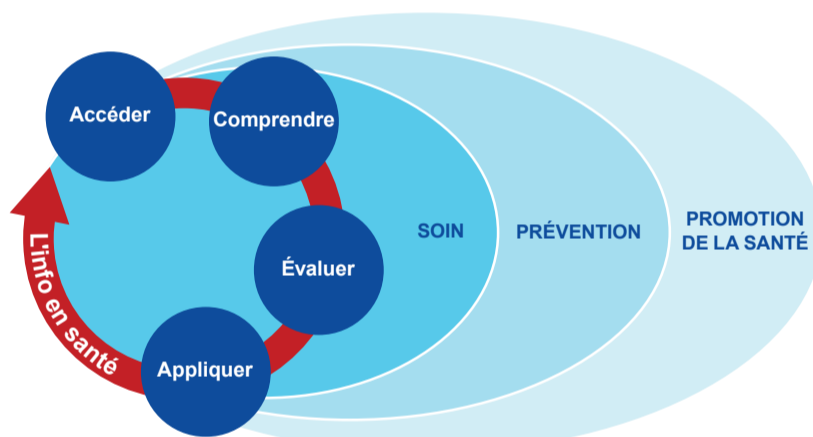 Accéder
Comprendre
Évaluer
Appliquer
L'info en santé
SOIN
PRÉVENTION
PROMOTION
DE LA SANTÉ